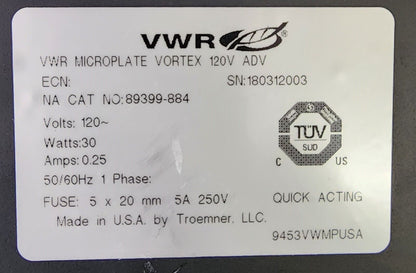 VWR®
VWR MICROPLATE VORTEX 120V ADV
ECN: SN:180312003
NA CAT NO:89399-884
Volts: 120~
Watts:30
Amps: 0.25
50/60Hz 1 Phase:
TÜV
SUD
C US
FUSE: 5 x 20 mm 5A 250V QUICK ACTING
Made in U.S.A. by Troemner, LLC.
9453VWMPUSA